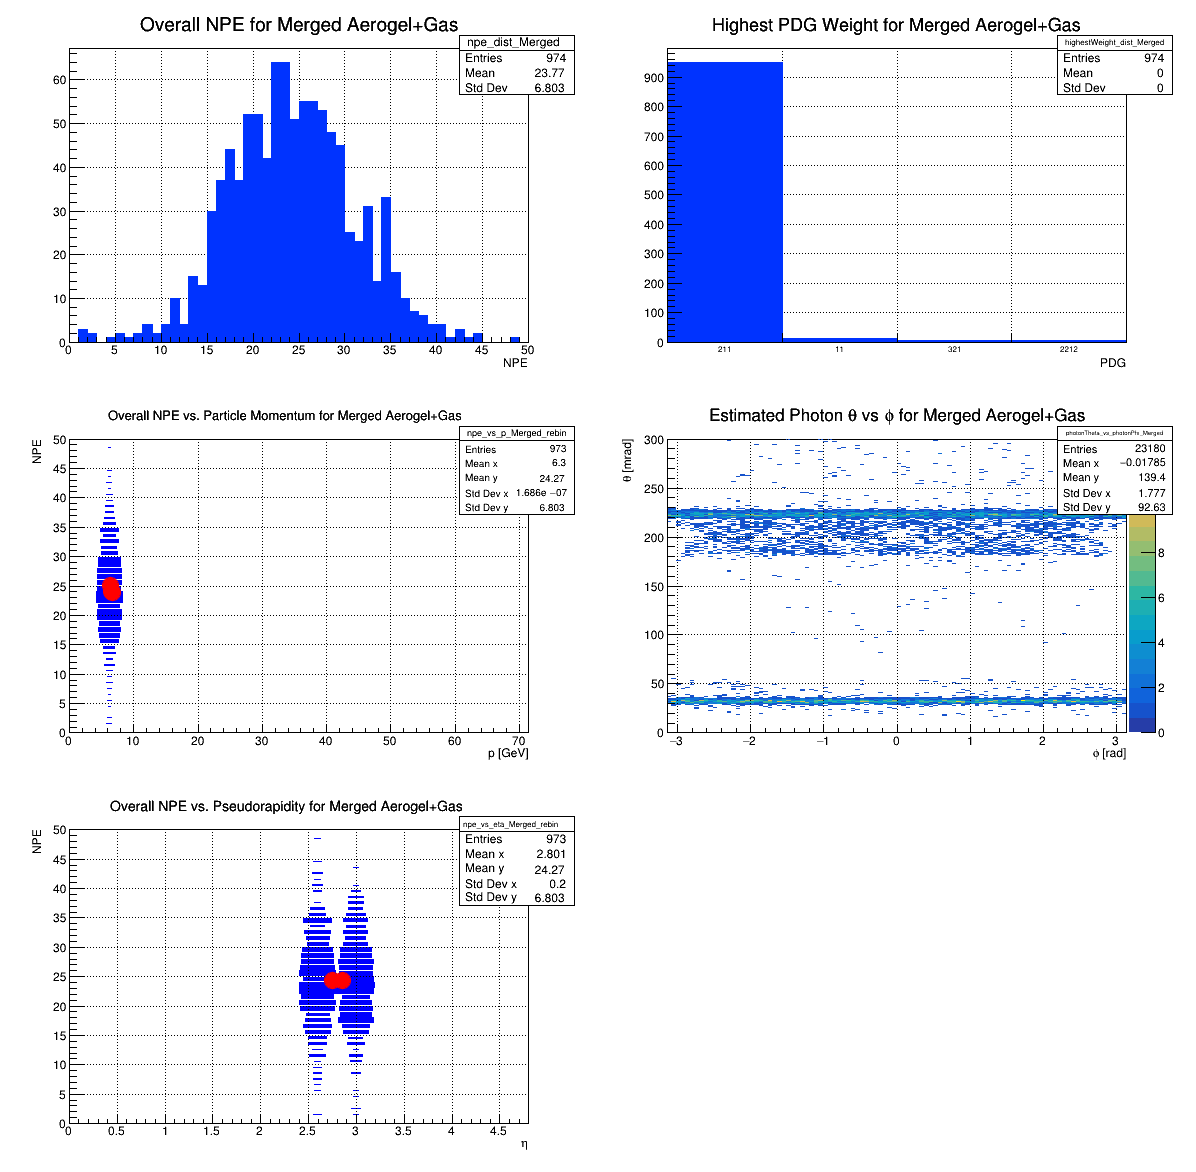 Overall NPE for Merged Aerogel+Gas
npe_dist_Merged
Entries 974
Mean 23.77
Std Dev 6.803
60
50
40
30
20
10
0
0 5 10 15 20 25 30 35 40 45 50
NPE
Highest PDG Weight for Merged Aerogel+Gas
highestWeight_dist_Merged
Entries 974
Mean 0
Std Dev 0
900
800
700
600
500
400
300
200
100
0
211 11 321 2212
PDG
Overall NPE vs. Particle Momentum for Merged Aerogel+Gas
npe_vs_p_Merged_rebin
Entries 973
Mean x 6.3
Mean y 24.27
Std Dev x 1.686e −07
Std Dev y 6.803
NPE
50
45
40
35
30
25
20
15
10
5
0
0 10 20 30 40 50 60 70
p [GeV]
Estimated Photon θ vs ϕ for Merged Aerogel+Gas
photonTheta_vs_photonPhi_Merged
Entries 23180
Mean x −0.01785
Mean y 139.4
Std Dev x 1.777
Std Dev y 92.63
θ [mrad]
300
250
200
150
100
50
0
−3 −2 −1 0 1 2 3
ϕ [rad]
8
6
4
2
0
Overall NPE vs. Pseudorapidity for Merged Aerogel+Gas
npe_vs_eta_Merged_rebin
Entries 973
Mean x 2.801
Mean y 24.27
Std Dev x 0.2
Std Dev y 6.803
NPE
50
45
40
35
30
25
20
15
10
5
0
0 0.5 1 1.5 2 2.5 3 3.5 4 4.5
η